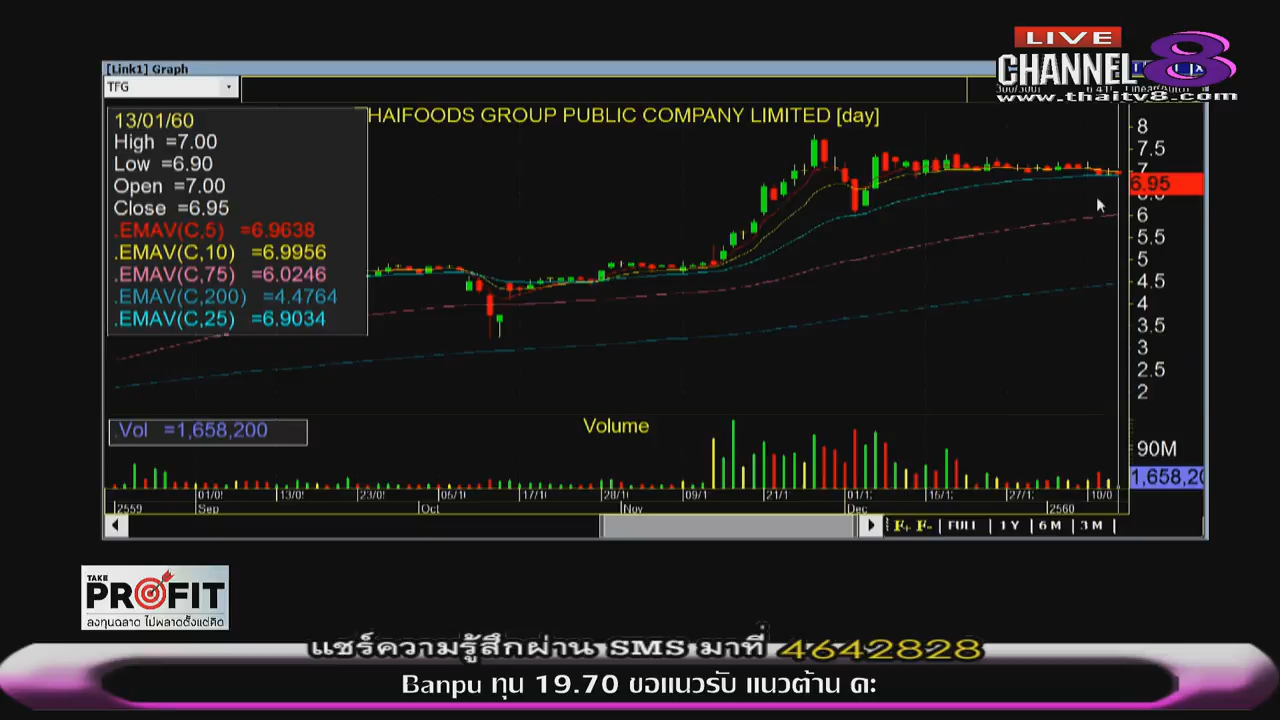 LIVE
CHANNEL 8
www.thaitv8.com
[Link1] Graph
TFG
HAIFOODS GROUP PUBLIC COMPANY LIMITED [day]
13/01/60
High =7.00
Low =6.90
Open =7.00
Close =6.95
.EMAV(C,5) =6.9638
.EMAV(C,10) =6.9956
.EMAV(C,75) =6.0246
.EMAV(C,200) =4.4764
.EMAV(C,25) =6.9034
8
7.5
7
6.95
6
5.5
5
4.5
4
3.5
3
2.5
2
.Vol =1,658,200
Volume
90M
1,658,20
01/0 13/0 23/0 17/1 28/1 09/1 21/1 01/1 27/1 10/0
2559 Sep Oct Nov Dec 2560
F+ F- FULL 1 Y 6 M 3 M
TAKE
PROFIT
ลงทุนฉลาด ไม่พลาดตั้งแต่คิด
แชร์ความรู้สึกผ่าน SMS มาที่ 4642828
Banpu ทุน 19.70 ขอแนวรับ แนวต้าน คะ